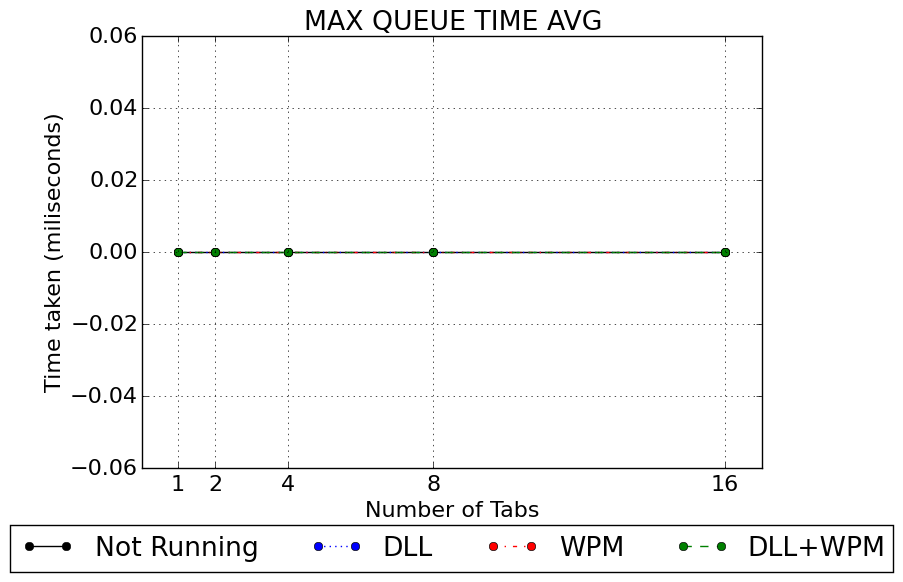 MAX QUEUE TIME AVG
0.06
0.04
0.02
0.00
−0.02
−0.04
−0.06
Time taken (miliseconds)
1 2 4 8 16
Number of Tabs
Not Running DLL WPM DLL+WPM